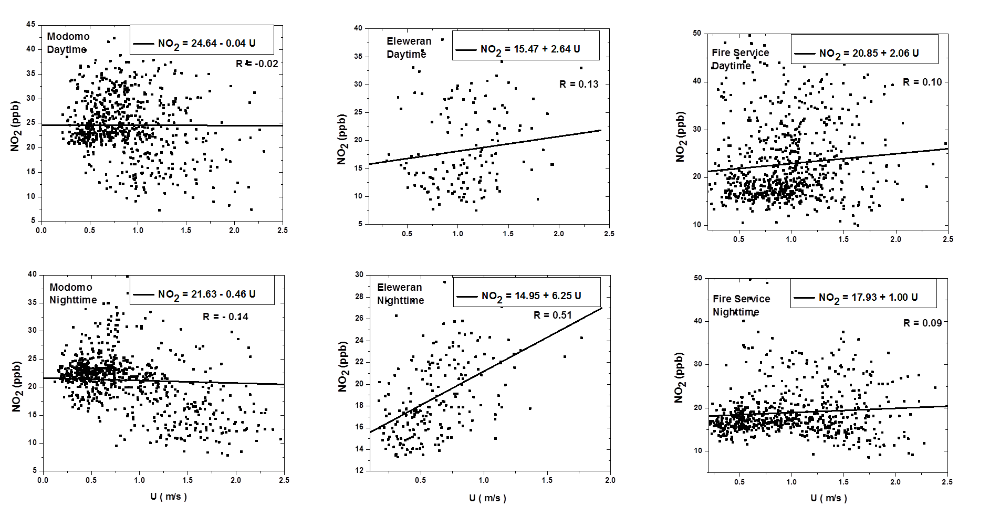 45
40
35
30
25
20
15
10
5
0.0 0.5 1.0 1.5 2.0 2.5
NO2 (ppb)
Modomo
Daytime
NO2 = 24.64 - 0.04 U
R = -0.02
40
35
30
25
20
15
10
5
0.5 1.0 1.5 2.0 2.5
NO2 (ppb)
Eleweran
Daytime
NO2 = 15.47 + 2.64 U
R = 0.13
50
40
30
20
10
0.5 1.0 1.5 2.0 2.5
NO2 (ppb)
Fire Service
Daytime
NO2 = 20.85 + 2.06 U
R = 0.10
40
35
30
25
20
15
10
5
0.0 0.5 1.0 1.5 2.0 2.5
NO2 (ppb)
U ( m/s )
Modomo
Nighttime
NO2 = 21.63 - 0.46 U
R = - 0.14
30
28
26
24
22
20
18
16
14
12
0.5 1.0 1.5 2.0
NO2 (ppb)
U ( m/s )
Eleweran
Nighttime
NO2 = 14.95 + 6.25 U
R = 0.51
50
40
30
20
10
0.5 1.0 1.5 2.0 2.5
NO2 (ppb)
U ( m/s )
Fire Service
Nighttime
NO2 = 17.93 + 1.00 U
R = 0.09